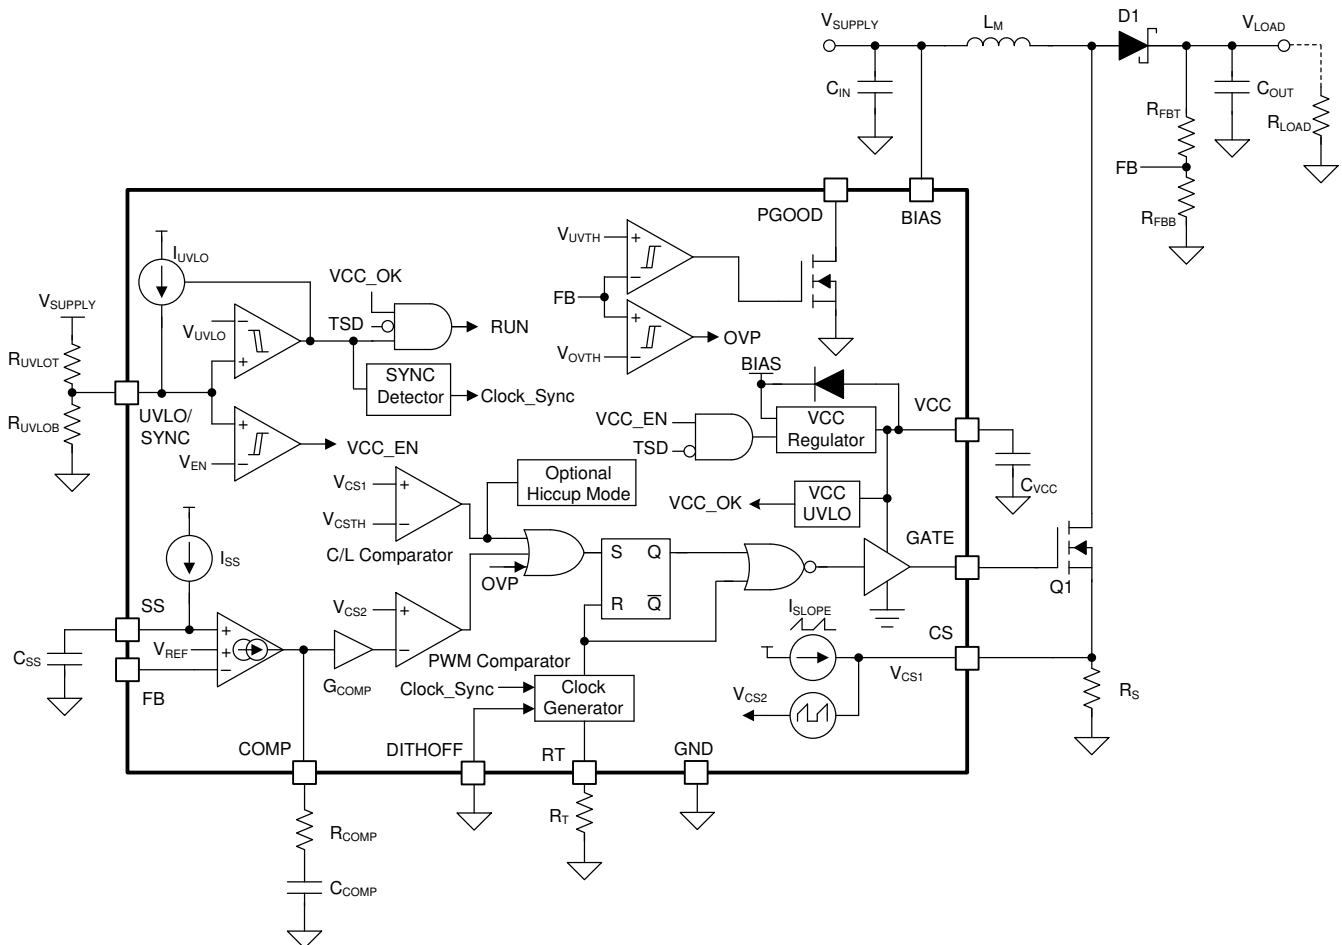 VSUPPLY
LM
D1
VLOAD
CIN
COUT
RFBT
RLOAD
FB
RFBB
PGOOD
BIAS
IUVLO
VUVTH
+
−
FB
+
VOVTH
−
OVP
VCC_OK
TSD
RUN
VSUPPLY
VUVLO
−
+
RUVLOT
SYNC
Detector
Clock_Sync
BIAS
VCC
UVLO/
SYNC
RUVLOB
+
VEN
−
VCC_EN
VCC_EN
TSD
VCC
Regulator
CVCC
VCS1
+
VCSTH
−
C/L Comparator
Optional
Hiccup Mode
VCC_OK
VCC
UVLO
GATE
Q1
ISS
OVP
S
Q
R
Q
SS
+
VREF
+
−
CSS
FB
GCOMP
VCS2
+
−
PWM Comparator
ISLOPE
CS
VCS1
VCS2
RS
Clock_Sync
Clock
Generator
COMP
DITHOFF
RT
GND
RCOMP
RT
CCOMP